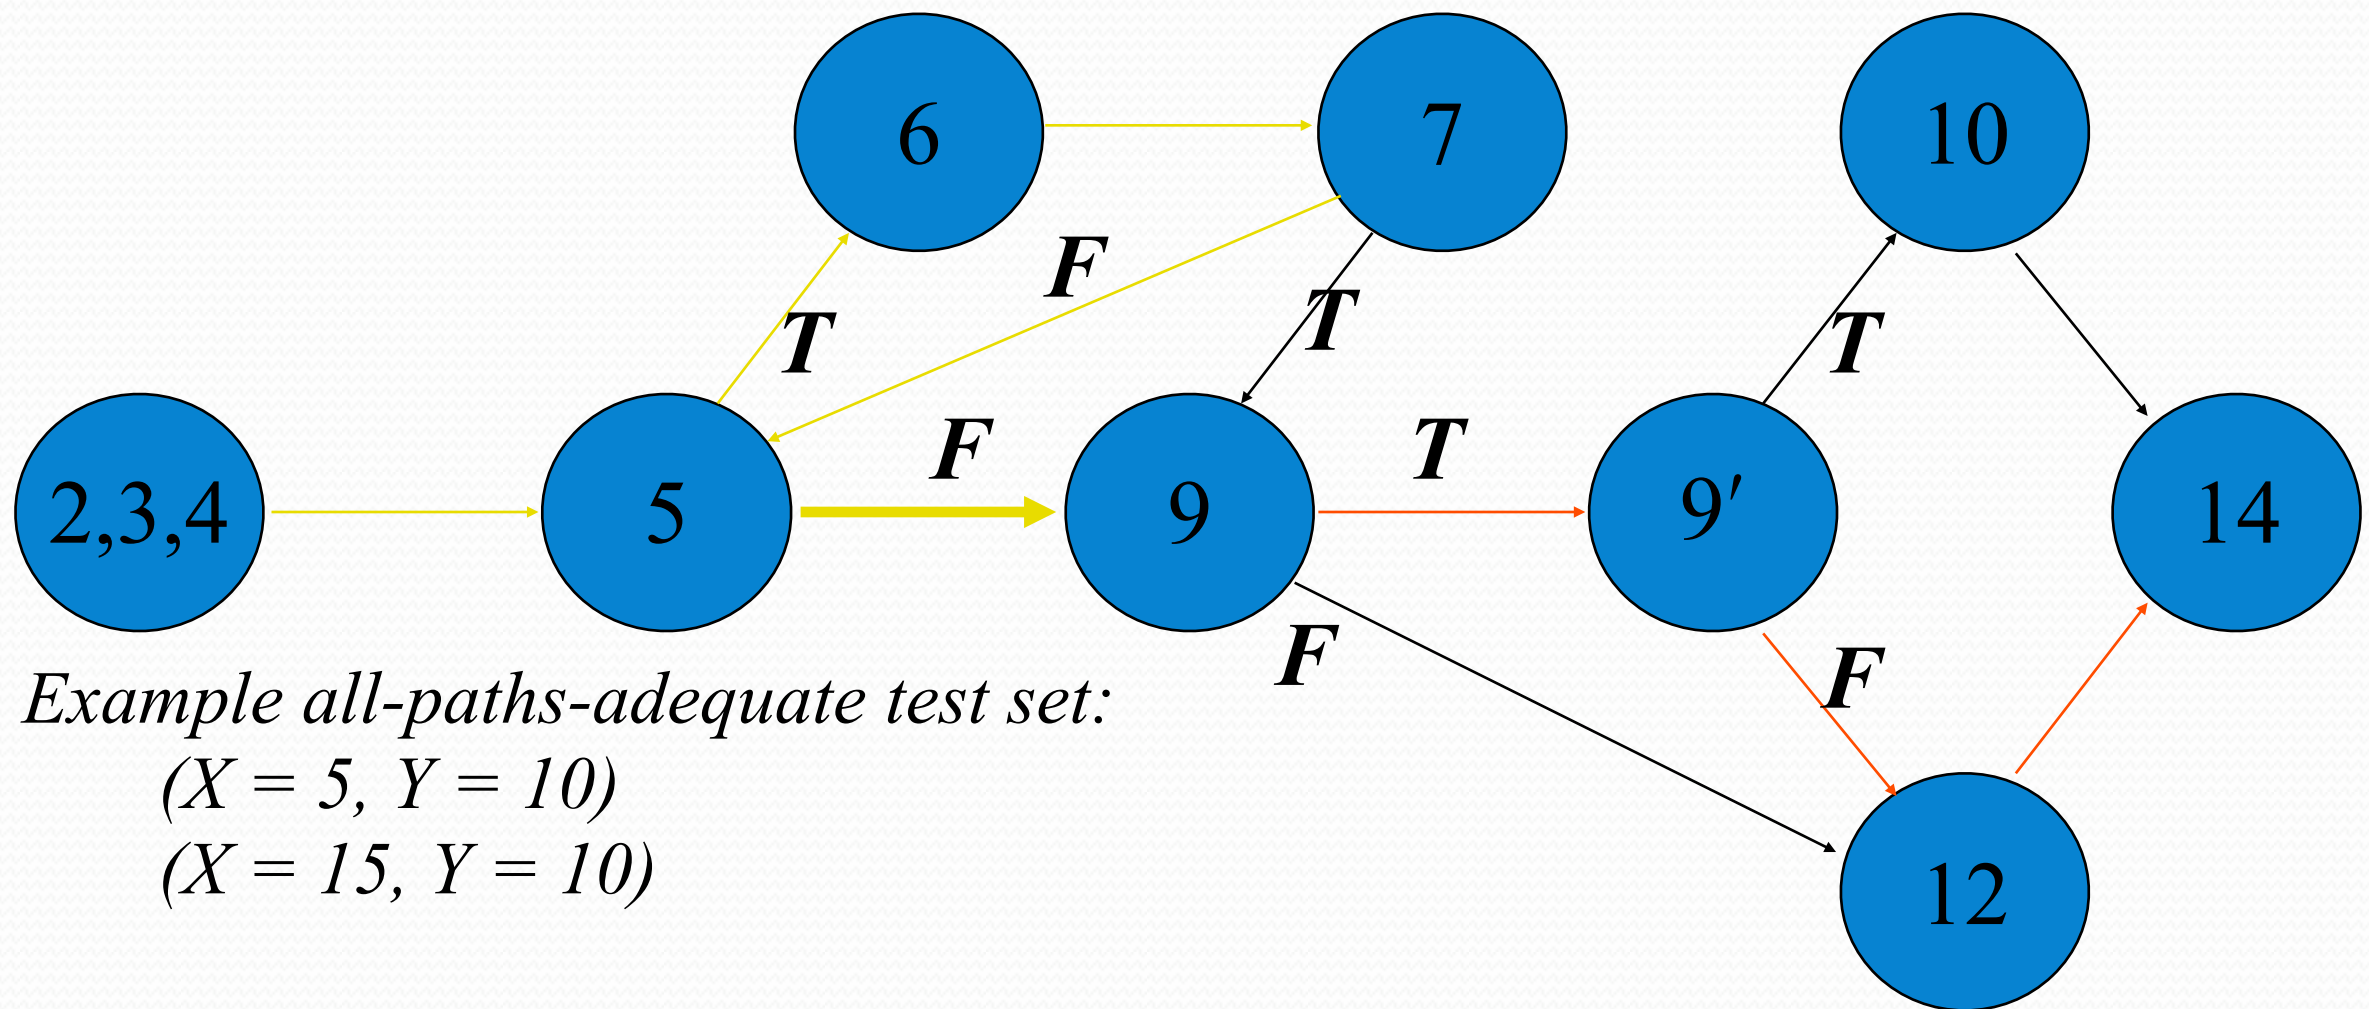 6
7
10
F
T
T
T
F
T
2,3,4
5
9
9′
14
F
F
Example all-paths-adequate test set:
(X = 5, Y = 10)
(X = 15, Y = 10)
12